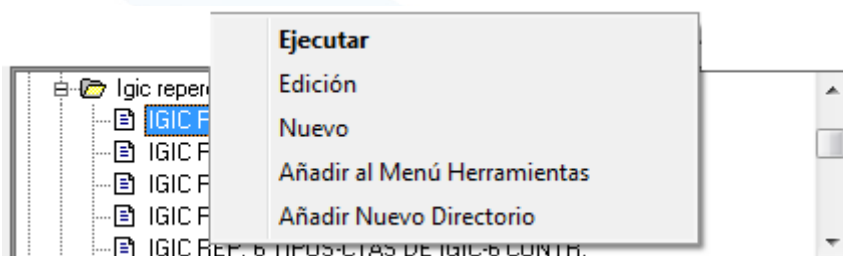 Ejecutar
Edición
Nuevo
Añadir al Menú Herramientas
Añadir Nuevo Directorio
Igic
IGIC
IGIC
IGIC
IGIC
IGIC REP. 6 TIPOS-CTAS DE IGIC-6 CONTR.